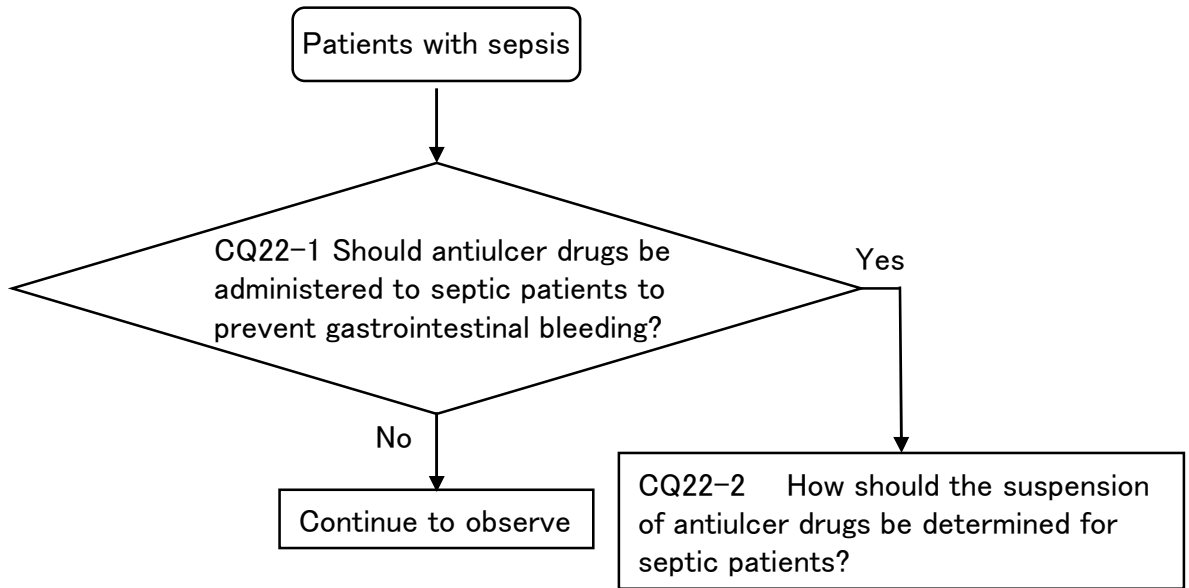 Patients with sepsis
CQ22-1 Should antiulcer drugs be
administered to septic patients to
prevent gastrointestinal bleeding?
Yes
No
Continue to observe
CQ22-2 How should the suspension
of antiulcer drugs be determined for
septic patients?